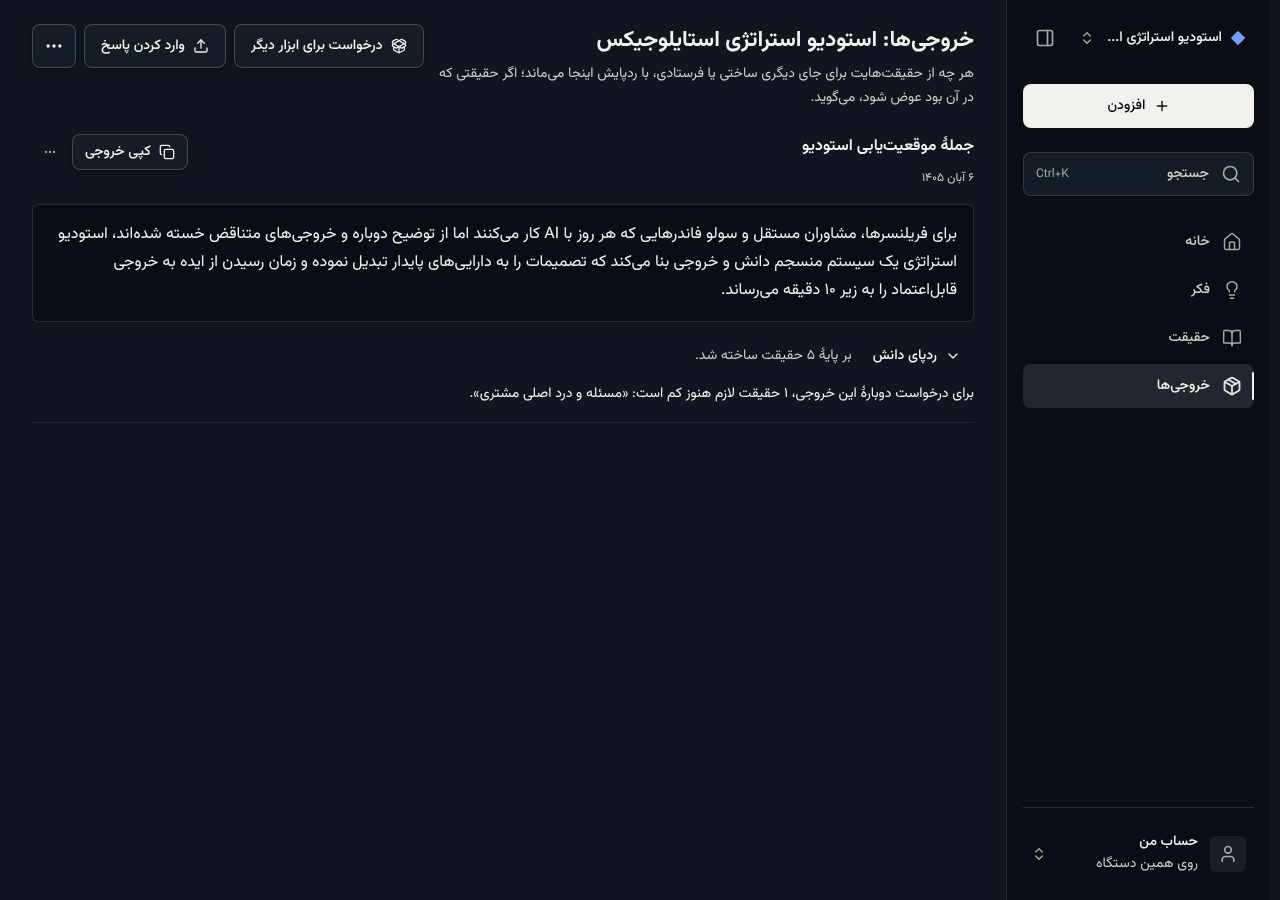 استودیو استراتژی ا...
افزودن
جستجو
Ctrl+K
خانه
فکر
حقیقت
خروجی‌ها
حساب من
روی همین دستگاه
خروجی‌ها: استودیو استراتژی استایلوجیکس
هر چه از حقیقت‌هایت برای جای دیگری ساختی یا فرستادی، با ردپایش اینجا می‌ماند؛ اگر حقیقتی که
در آن بود عوض شود، می‌گوید.
درخواست برای ابزار دیگر
وارد کردن پاسخ
جملهٔ موقعیت‌یابی استودیو
۶ آبان ۱۴۰۵
کپی خروجی
برای فریلنسرها، مشاوران مستقل و سولو فاندرهایی که هر روز با AI کار می‌کنند اما از توضیح دوباره و خروجی‌های متناقض خسته شده‌اند، استودیو
استراتژی یک سیستم منسجم دانش و خروجی بنا می‌کند که تصمیمات را به دارایی‌های پایدار تبدیل نموده و زمان رسیدن از ایده به خروجی
قابل‌اعتماد را به زیر ۱۰ دقیقه می‌رساند.
ردپای دانش
بر پایهٔ ۵ حقیقت ساخته شد.
برای درخواست دوبارهٔ این خروجی، ۱ حقیقت لازم هنوز کم است: «مسئله و درد اصلی مشتری».